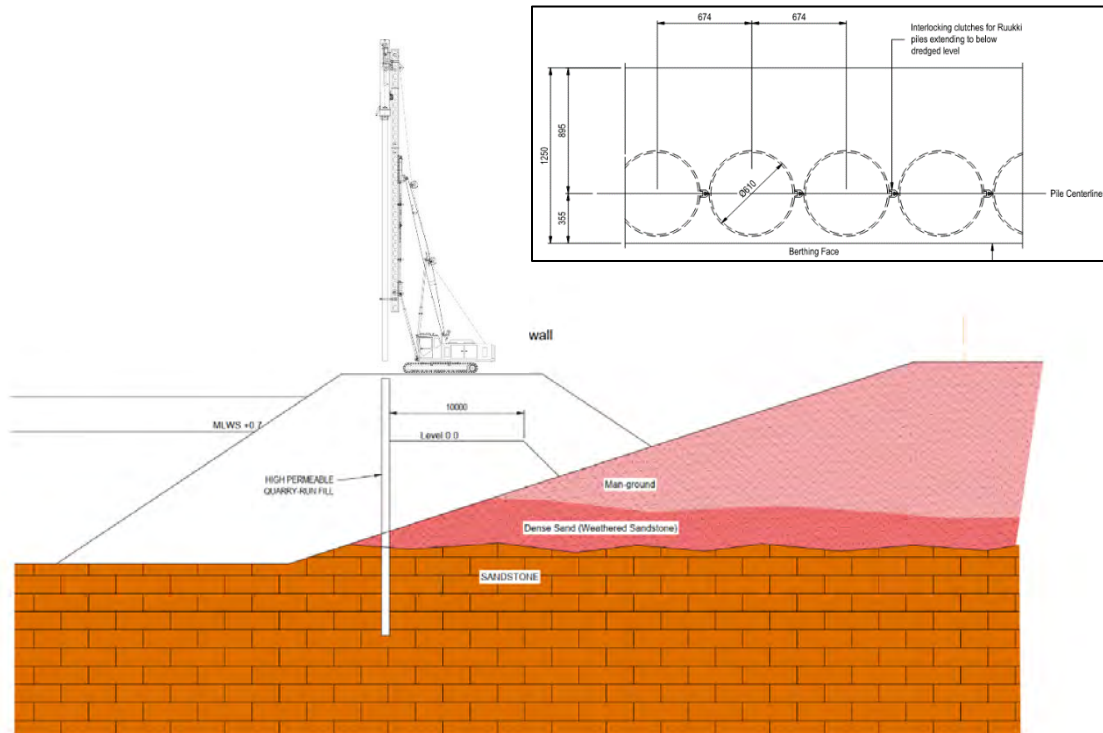 674
674
Interlocking clutches for Ruukki
piles extending to below
dredged level
1250
895
355
Ø610
Pile Centerline
Berthing Face
wall
10000
MLWS +0.7
Level 0.0
HIGH PERMEABLE
QUARRY-RUN FILL
Man-ground
Dense Sand (Weathered Sandstone)
SANDSTONE